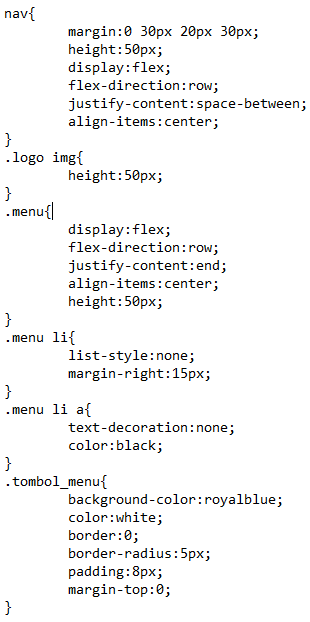 nav{
	margin:0 30px 20px 30px;
	height:50px;
	display:flex;
	flex-direction:row;
	justify-content:space-between;
	align-items:center;
}
.logo img{
	height:50px;
}
.menu{
	display:flex;
	flex-direction:row;
	justify-content:end;
	align-items:center;
	height:50px;
}
.menu li{
	list-style:none;
	margin-right:15px;
}
.menu li a{
	text-decoration:none;
	color:black;
}
.tombol_menu{
	background-color:royalblue;
	color:white;
	border:0;
	border-radius:5px;
	padding:8px;
	margin-top:0;
}